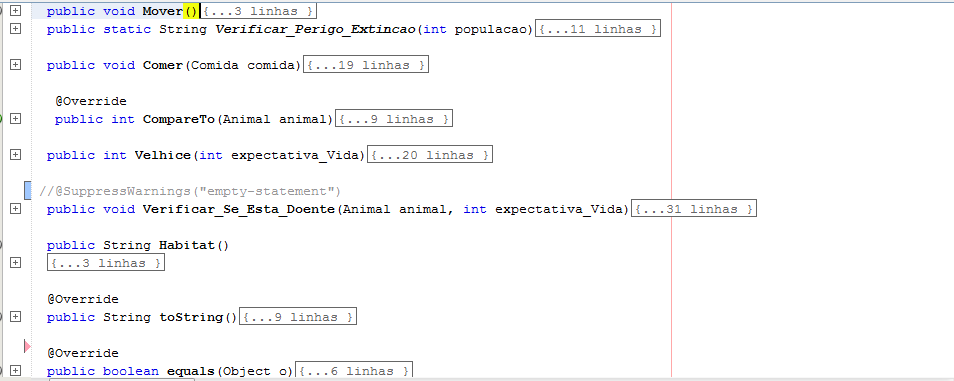 public void Mover(){...3 linhas }
public static String Verificar_Perigo_Extincao(int populacao){...11 linhas }
public void Comer(Comida comida){...19 linhas }
@Override
public int CompareTo(Animal animal){...9 linhas }
public int Velhice(int expectativa_Vida){...20 linhas }
//@SuppressWarnings("empty-statement")
public void Verificar_Se_Esta_Doente(Animal animal, int expectativa_Vida){...31 linhas }
public String Habitat()
{...3 linhas }
@Override
public String toString(){...9 linhas }
@Override
public boolean equals(Object o){...6 linhas }